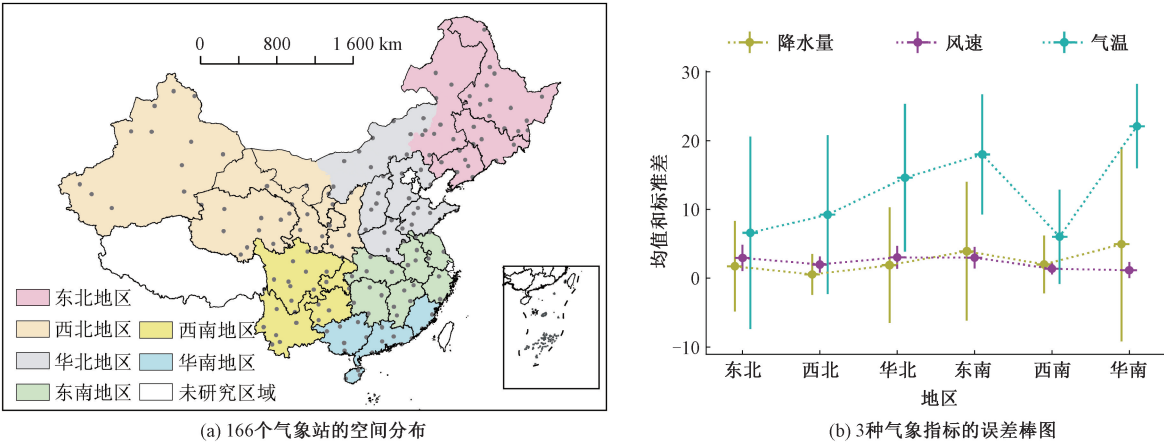 0 800 1 600 km
东北地区
西北地区 西南地区
华北地区 华南地区
东南地区 未研究区域
(a) 166个气象站的空间分布
降水量 风速 气温
30
20
10
0
−10
均值和标准差
东北 西北 华北 东南 西南 华南
地区
(b) 3种气象指标的误差棒图